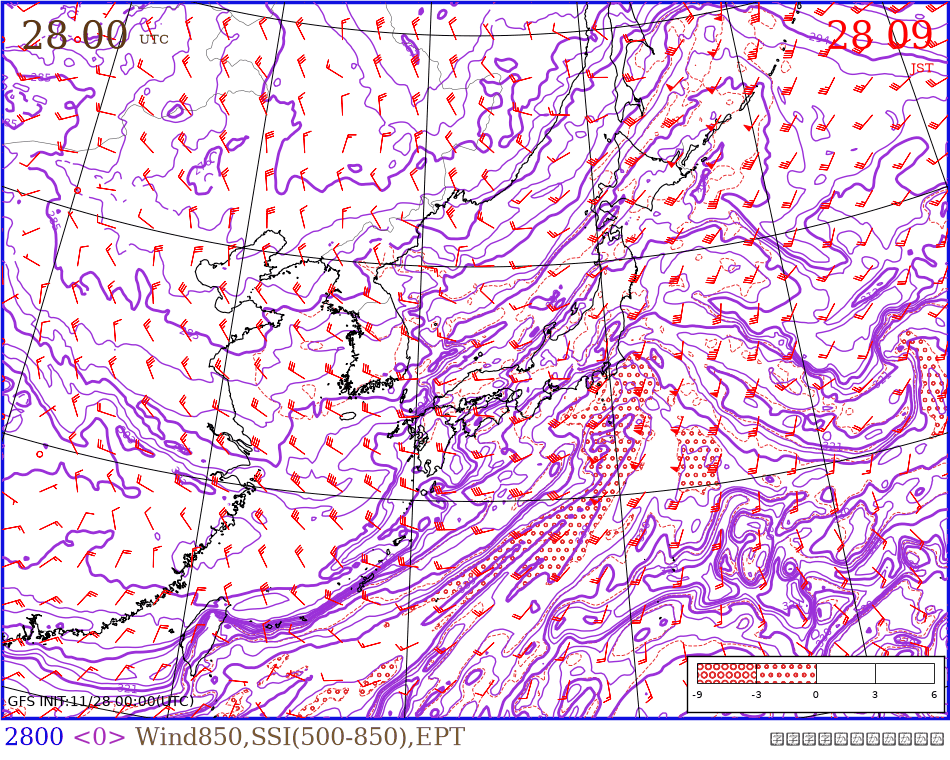 28 00 UTC
28 09
JST
GFS INIT:11/28 00:00(UTC)
-9 -3 0 3 6
2800 <0> Wind850,SSI(500-850),EPT